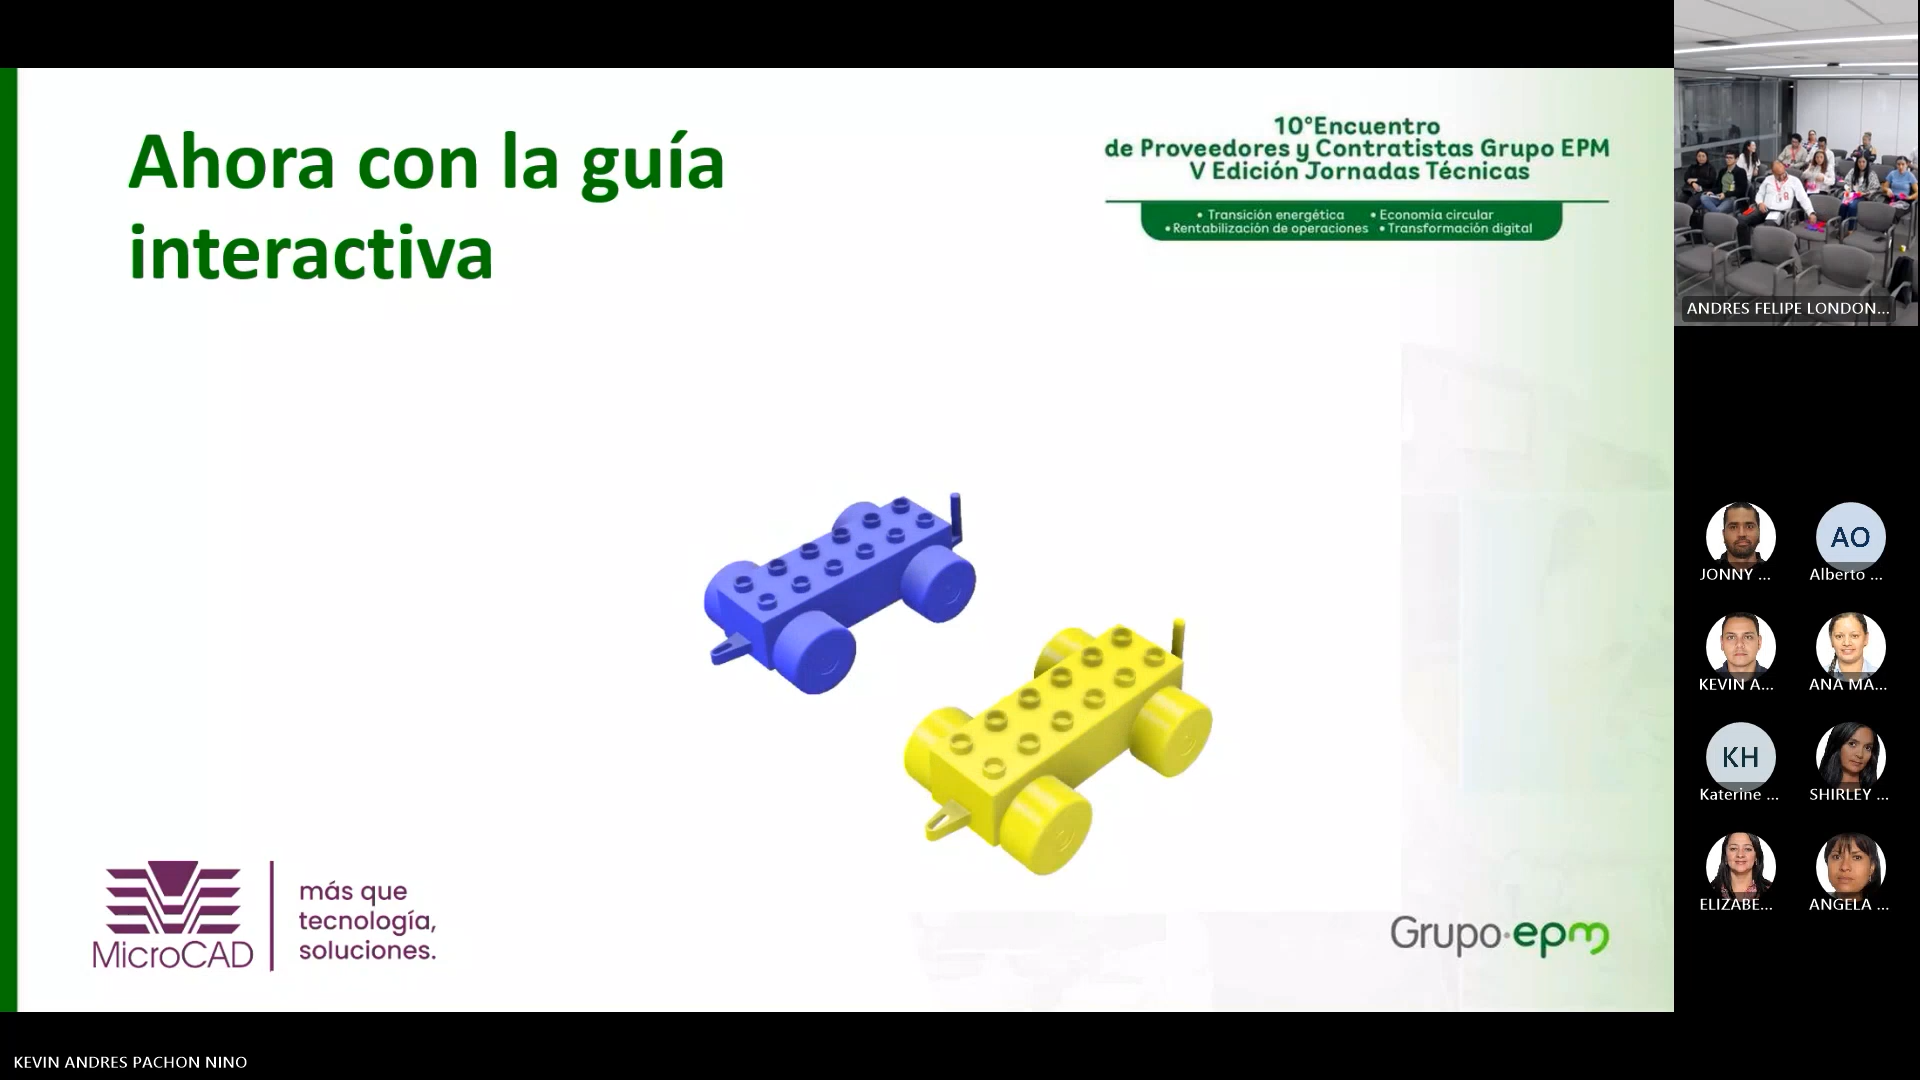 Ahora con la guía
interactiva
10°Encuentro
de Proveedores y Contratistas Grupo EPM
V Edición Jornadas Técnicas
• Transición energética • Economía circular
• Rentabilización de operaciones • Transformación digital
MicroCAD
más que
tecnología,
soluciones.
Grupo·epm
ANDRES FELIPE LONDON...
JONNY ...
AO
Alberto ...
KEVIN A...
ANA MA...
KH
Katerine ...
SHIRLEY ...
ELIZABE...
ANGELA ...
KEVIN ANDRES PACHON NINO